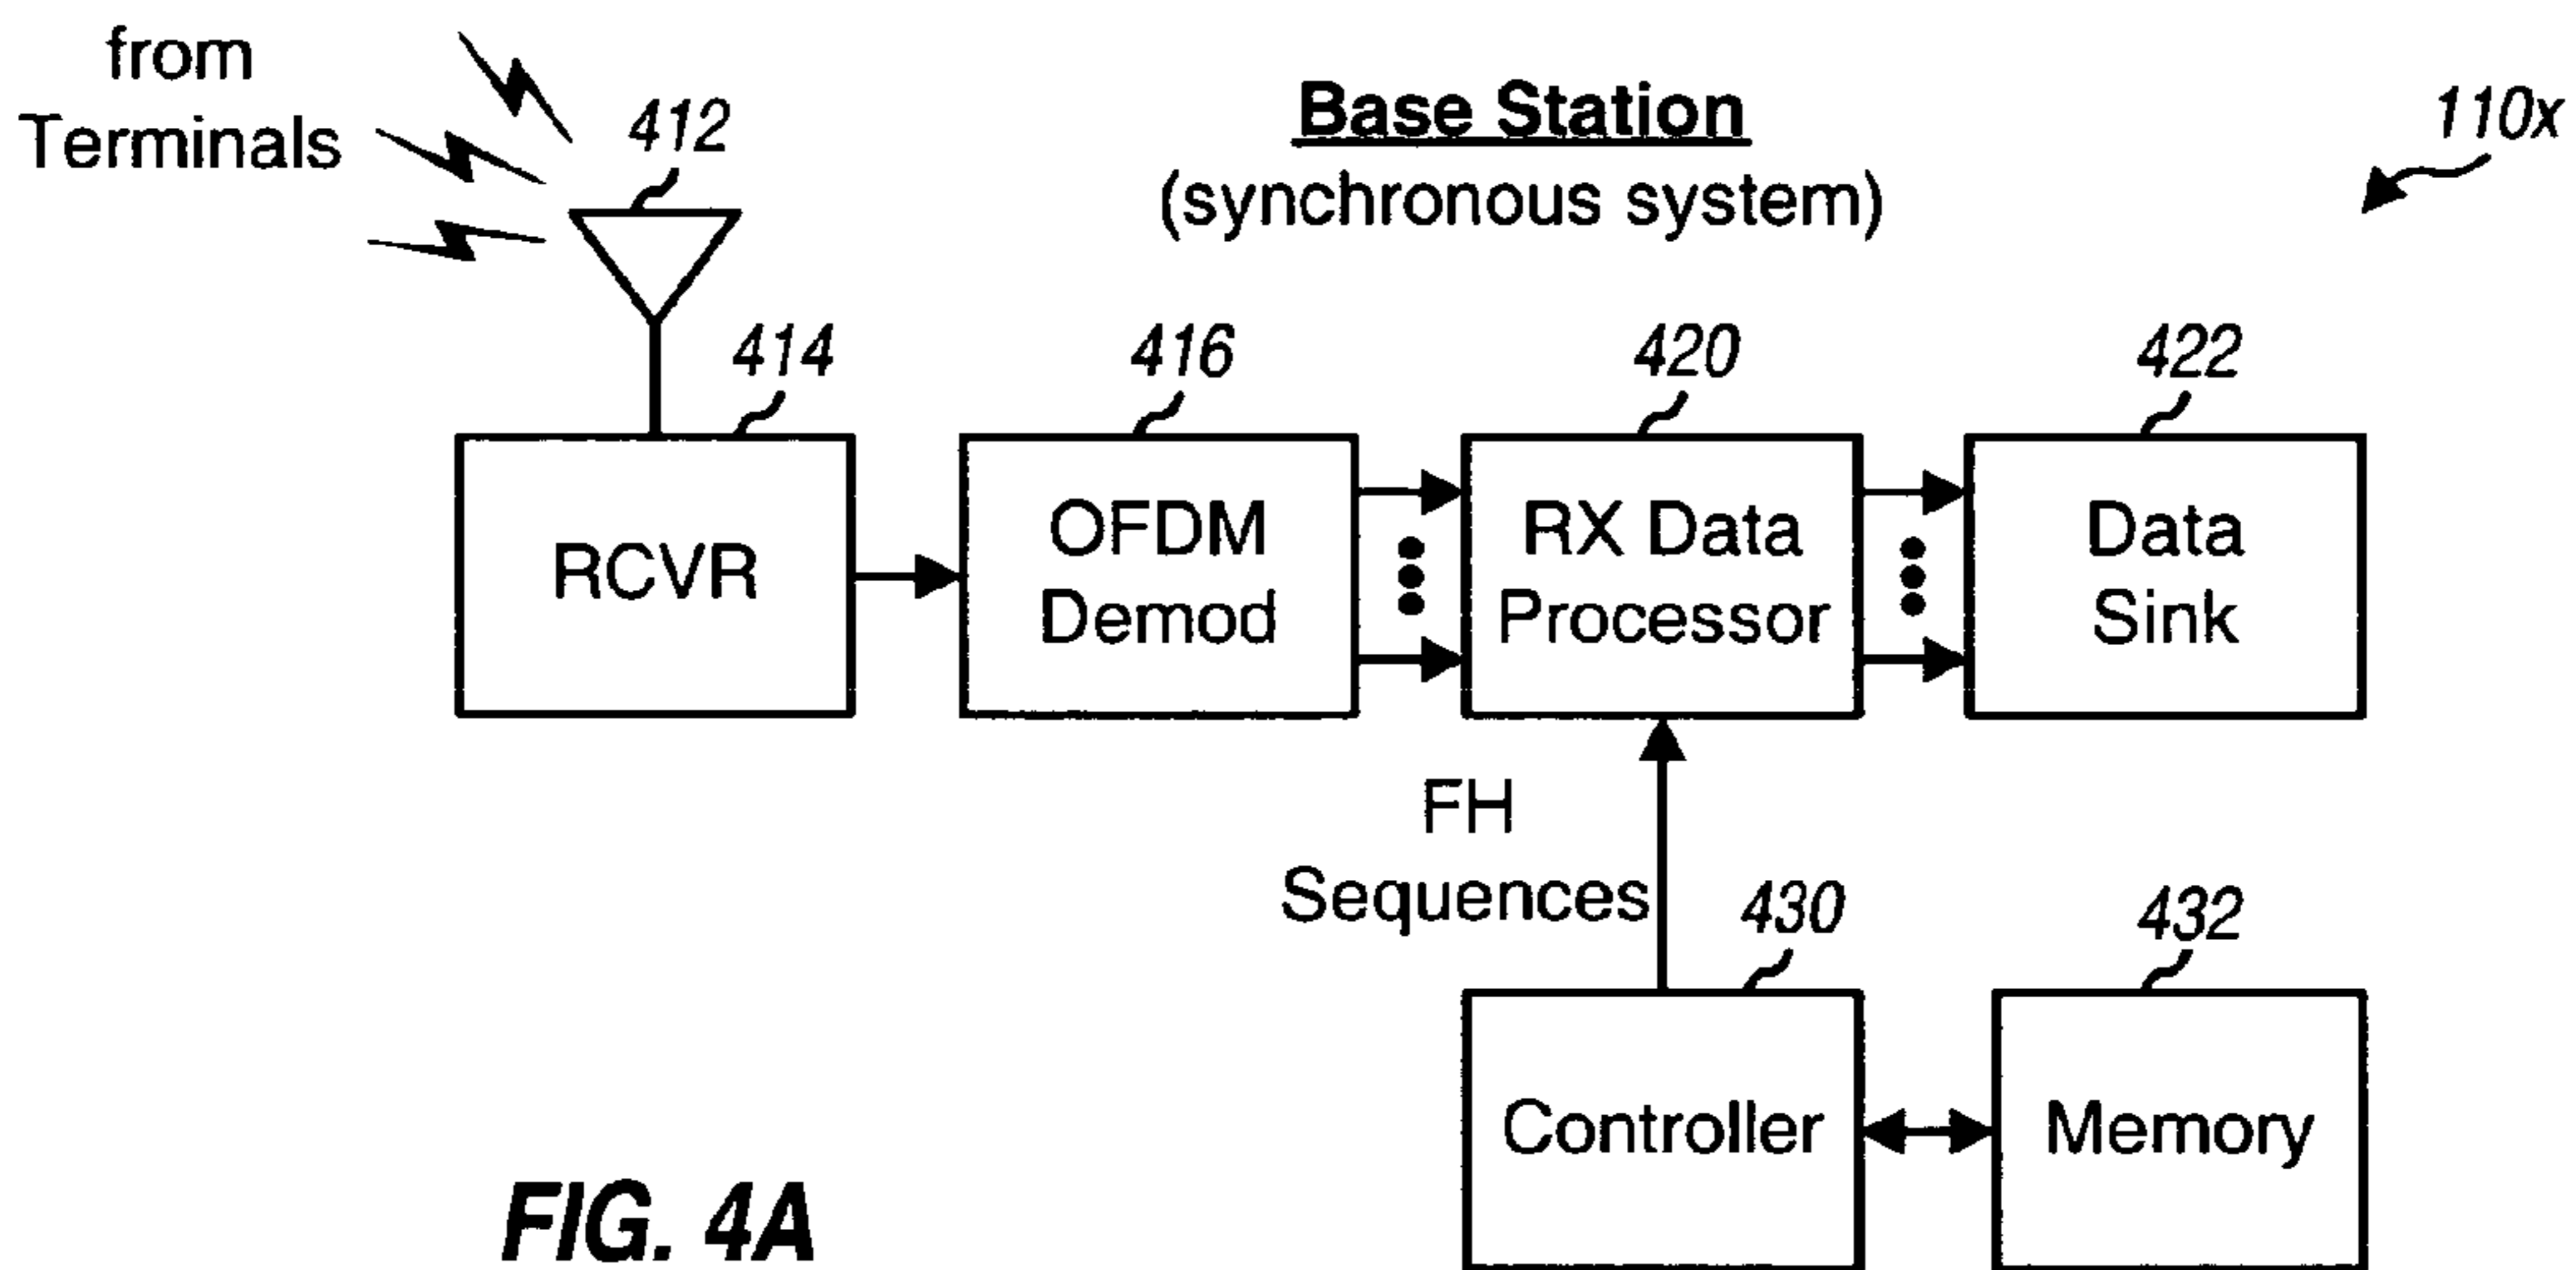 from
Terminals
412
Base Station
(synchronous system)
110x
414
416
420
422
RCVR
OFDM
Demod
RX Data
Processor
Data
Sink
FH
Sequences
430
432
Controller
Memory
FIG. 4A